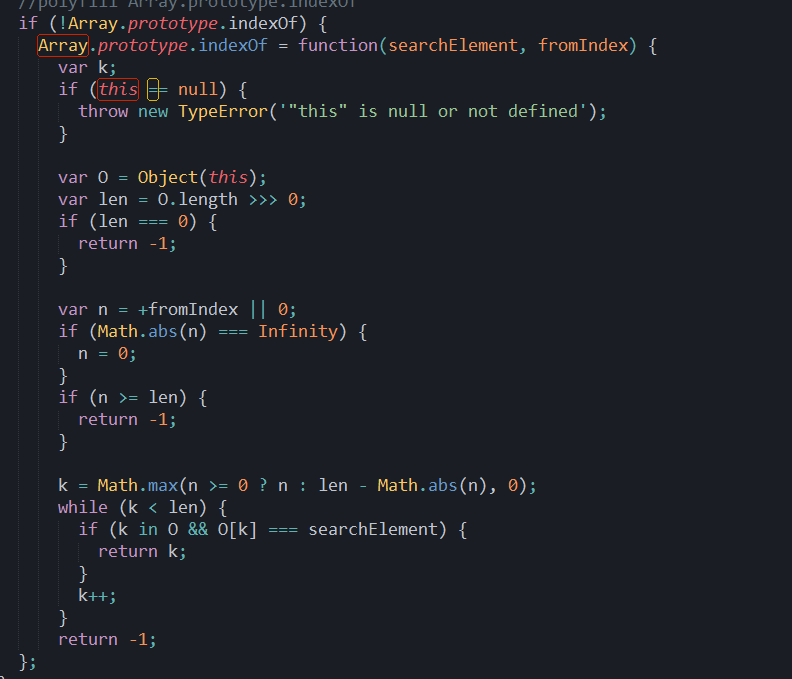 //polyfill Array.prototype.indexOf
if (!Array.prototype.indexOf) {
  Array.prototype.indexOf = function(searchElement, fromIndex) {
    var k;
    if (this == null) {
      throw new TypeError('"this" is null or not defined');
    }

    var O = Object(this);
    var len = O.length >>> 0;
    if (len === 0) {
      return -1;
    }

    var n = +fromIndex || 0;
    if (Math.abs(n) === Infinity) {
      n = 0;
    }
    if (n >= len) {
      return -1;
    }

    k = Math.max(n >= 0 ? n : len - Math.abs(n), 0);
    while (k < len) {
      if (k in O && O[k] === searchElement) {
        return k;
      }
      k++;
    }
    return -1;
};